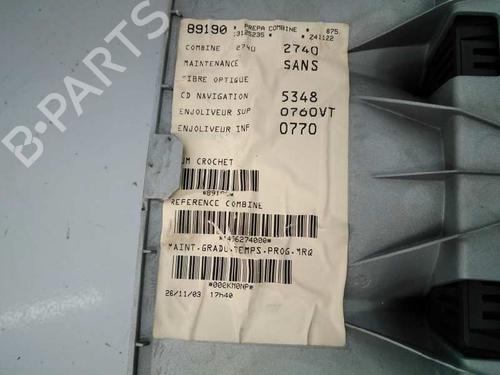 89190 * PREPA COMBINE * 875
* 241122
COMBINE 2740 2740
MAINTENANCE SANS
FIBRE OPTIQUE
CD NAVIGATION 5348
ENJOLIVEUR SUP 0760VT
ENJOLIVEUR INF 0770
CROCHET
REFERENCE COMBINE
MAINT.GRADU.TEMPS.PROG.MRQ
26/11/03 17h40
B-Parts